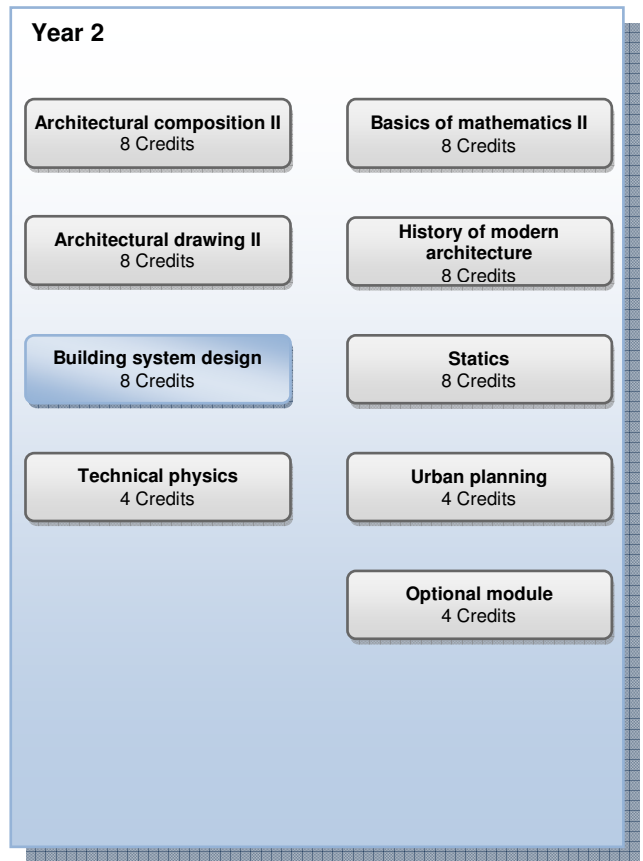 Year 2
Architectural composition II
8 Credits
Basics of mathematics II
8 Credits
Architectural drawing II
8 Credits
History of modern
architecture
8 Credits
Building system design
8 Credits
Statics
8 Credits
Technical physics
4 Credits
Urban planning
4 Credits
Optional module
4 Credits